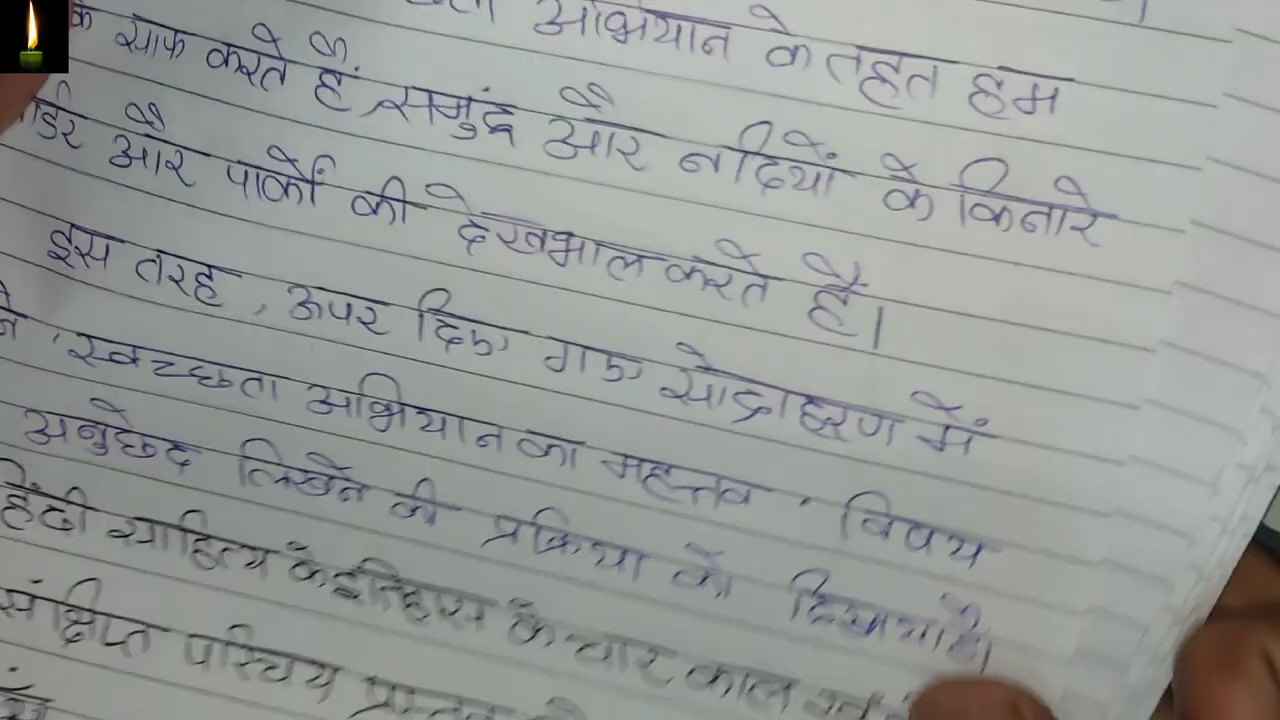 अभियान के तहत हम
साफ करते हैं, समुंद्र और नदियों के किनारे
और पार्कों की देखभाल करते हैं।
इस तरह, ऊपर दिए गए सोदाहरण में
'स्वच्छता अभियान का महत्तव' विषय
अनुछेद लिखने की प्रक्रिया को दिखाया है।
हिंदी साहित्य के इतिहास के चार काल
संक्षिप्त परिचय